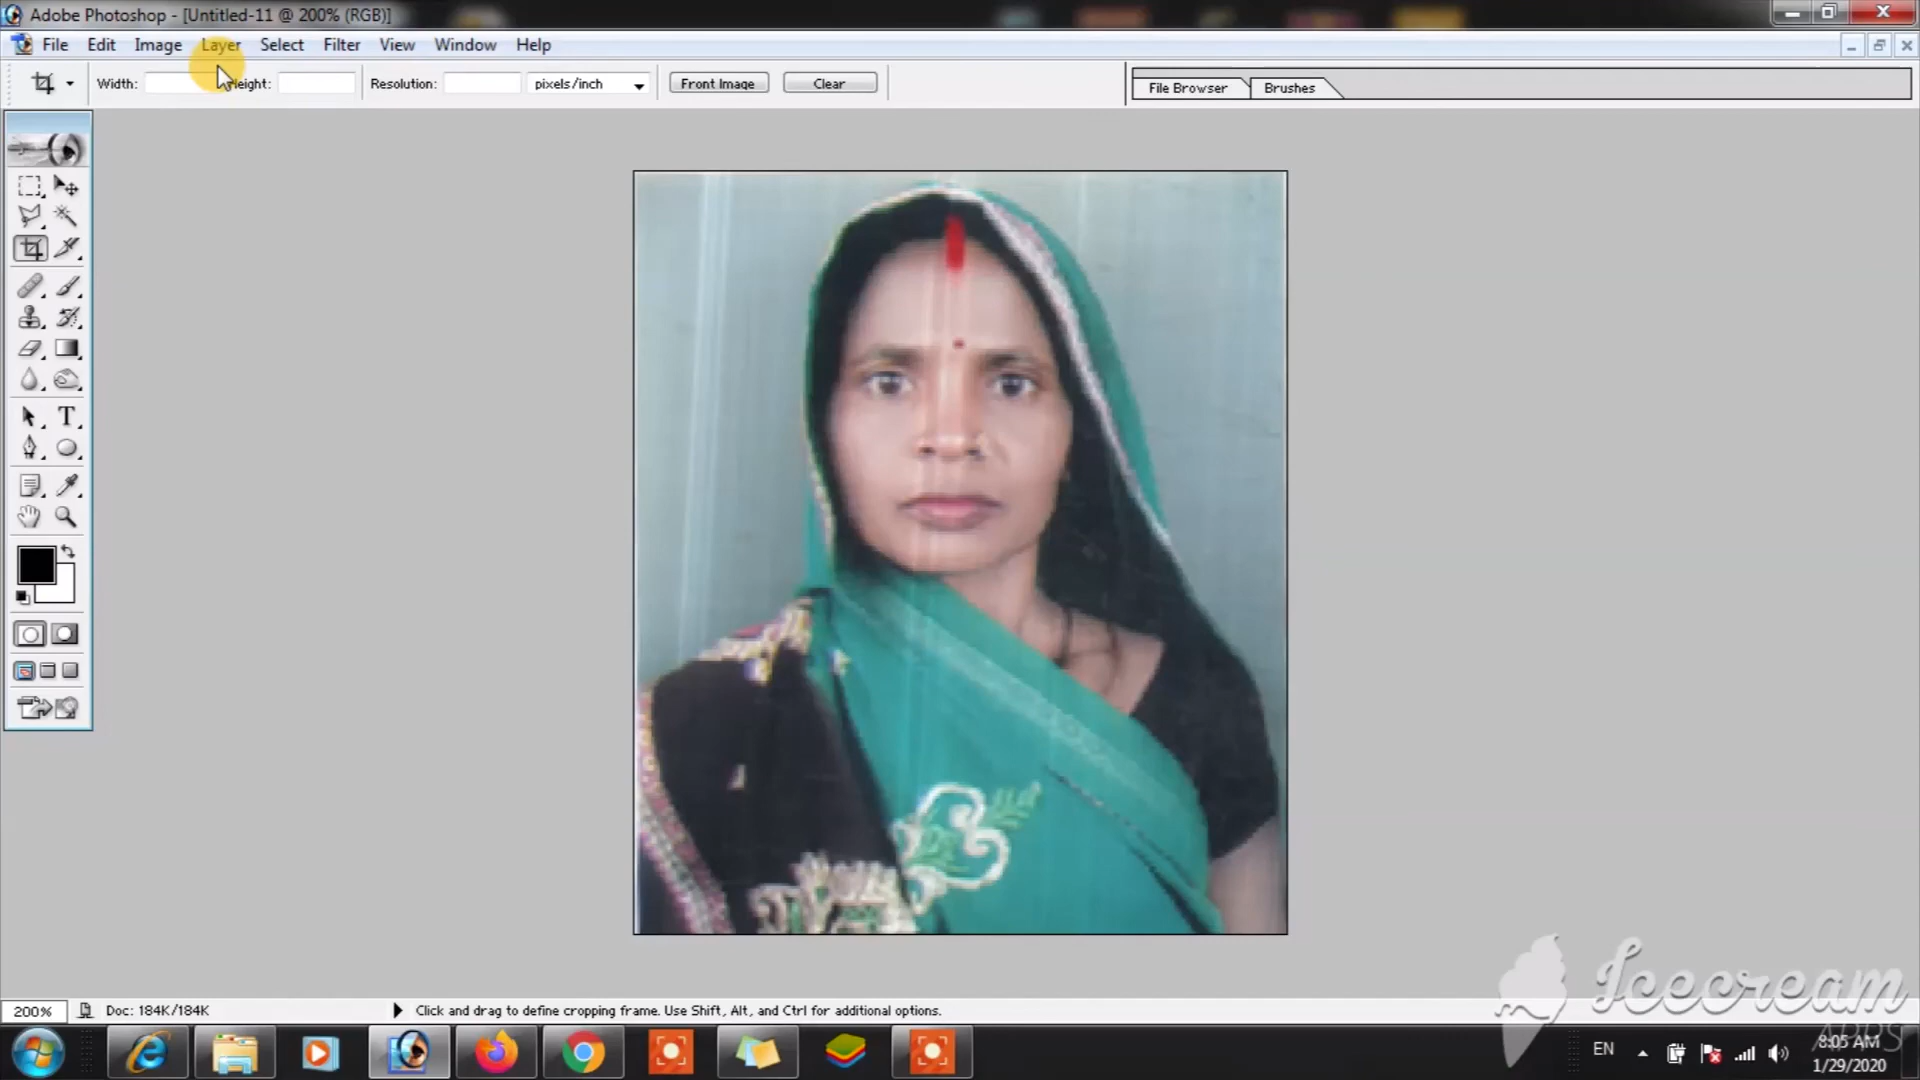 Adobe Photoshop - [Untitled-11 @ 200% (RGB)]
File Edit Image Layer Select Filter View Window Help
Width: Height: Resolution: pixels/inch Front Image Clear File Browser Brushes
T
200% Doc: 184K/184K Click and drag to define cropping frame. Use Shift, Alt, and Ctrl for additional options.
Icecream
APPS
EN 8:05 AM
1/29/2020